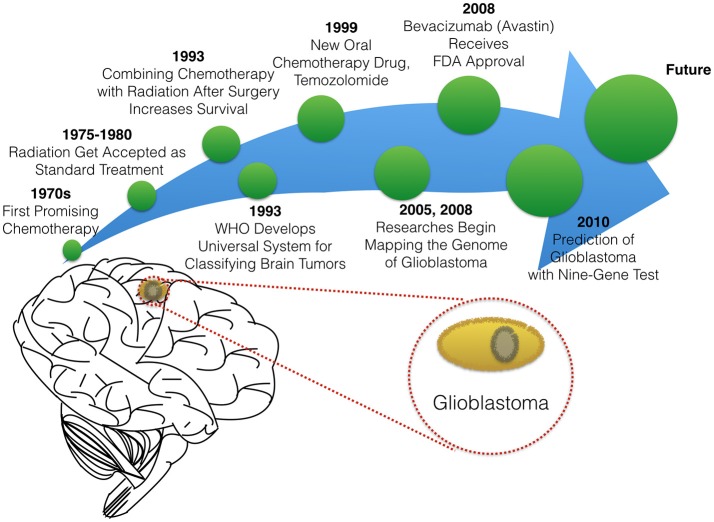 1970s
First Promising
Chemotherapy
1975-1980
Radiation Get Accepted as
Standard Treatment
1993
Combining Chemotherapy
with Radiation After Surgery
Increases Survival
1993
WHO Develops
Universal System for
Classifying Brain Tumors
1999
New Oral
Chemotherapy Drug,
Temozolomide
2005, 2008
Researches Begin
Mapping the Genome
of Glioblastoma
2008
Bevacizumab (Avastin)
Receives
FDA Approval
2010
Prediction of
Glioblastoma
with Nine-Gene Test
Future
Glioblastoma